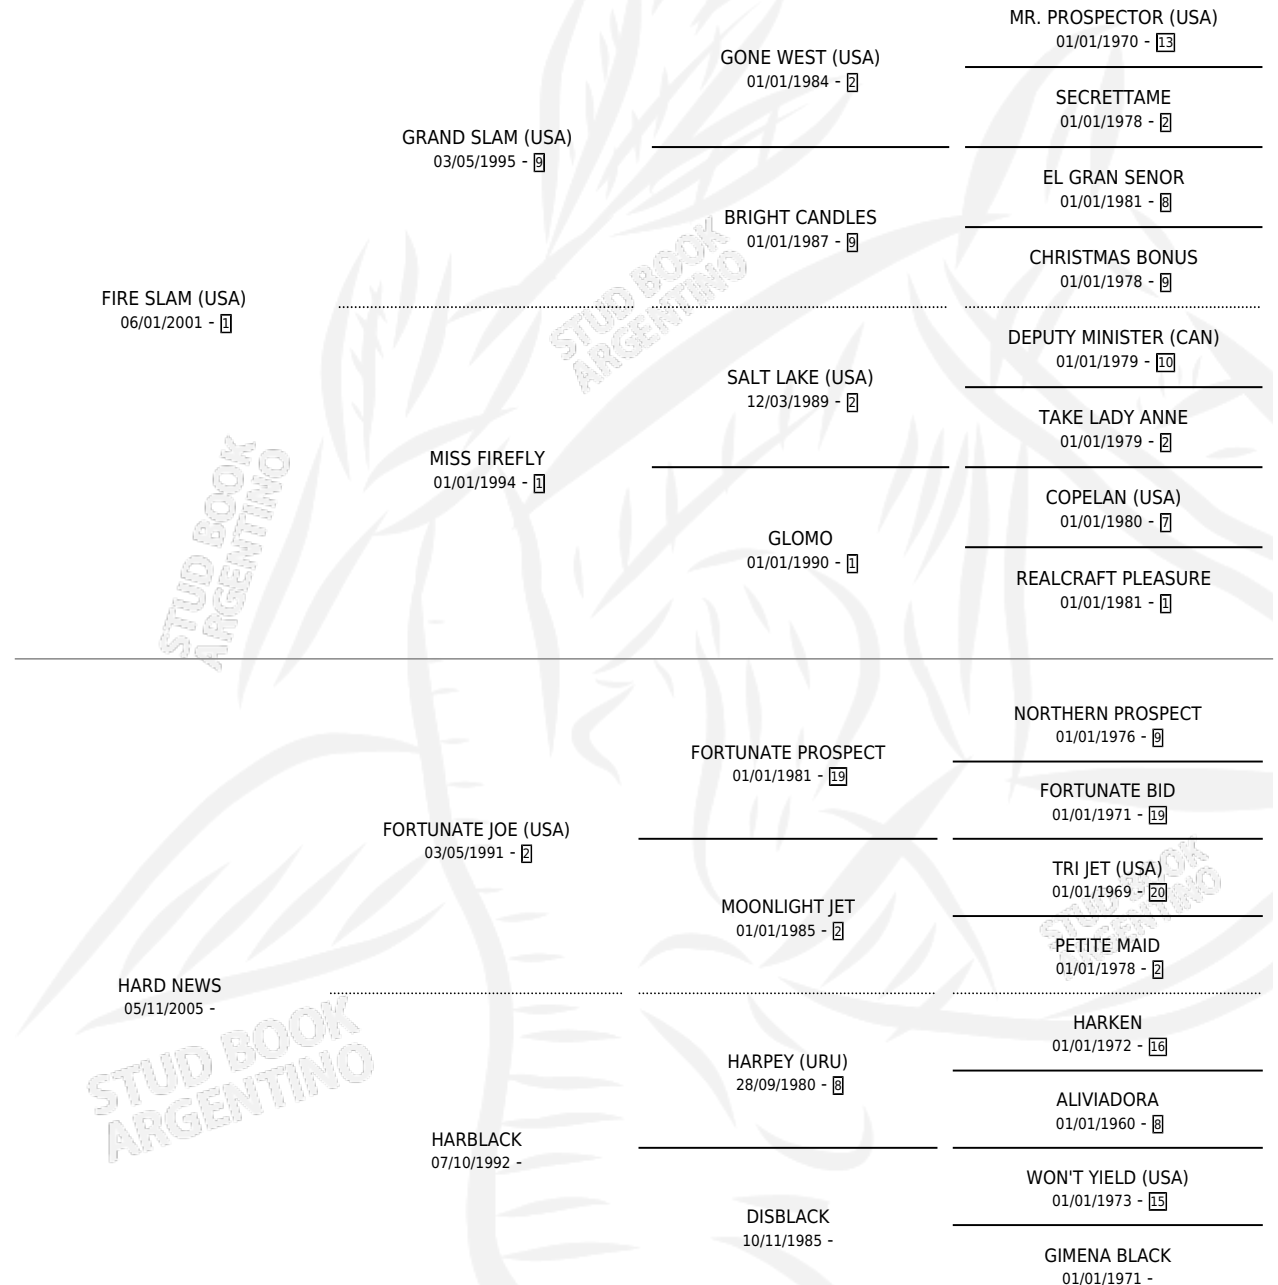 MR. PROSPECTOR (USA)
01/01/1970 - 13
GONE WEST (USA)
01/01/1984 - 2
SECRETTAME
01/01/1978 - 2
GRAND SLAM (USA)
03/05/1995 - 9
EL GRAN SENOR
01/01/1981 - 8
BRIGHT CANDLES
01/01/1987 - 9
CHRISTMAS BONUS
01/01/1978 - 9
FIRE SLAM (USA)
06/01/2001 - 1
DEPUTY MINISTER (CAN)
01/01/1979 - 10
SALT LAKE (USA)
12/03/1989 - 2
TAKE LADY ANNE
01/01/1979 - 2
MISS FIREFLY
01/01/1994 - 1
COPELAN (USA)
01/01/1980 - 7
GLOMO
01/01/1990 - 1
REALCRAFT PLEASURE
01/01/1981 - 1
STUD BOOK
ARGENTINO
STUD BOOK
ARGENTINO
NORTHERN PROSPECT
01/01/1976 - 9
FORTUNATE PROSPECT
01/01/1981 - 19
FORTUNATE BID
01/01/1971 - 19
FORTUNATE JOE (USA)
03/05/1991 - 2
TRI JET (USA)
01/01/1969 - 20
MOONLIGHT JET
01/01/1985 - 2
PETITE MAID
01/01/1978 - 2
HARD NEWS
05/11/2005 -
HARKEN
01/01/1972 - 16
HARPEY (URU)
28/09/1980 - 8
ALIVIADORA
01/01/1960 - 8
HARBLACK
07/10/1992 -
WON'T YIELD (USA)
01/01/1973 - 15
DISBLACK
10/11/1985 -
GIMENA BLACK
01/01/1971 -
STUD BOOK
ARGENTINO
STUD BOOK
ARGENTINO